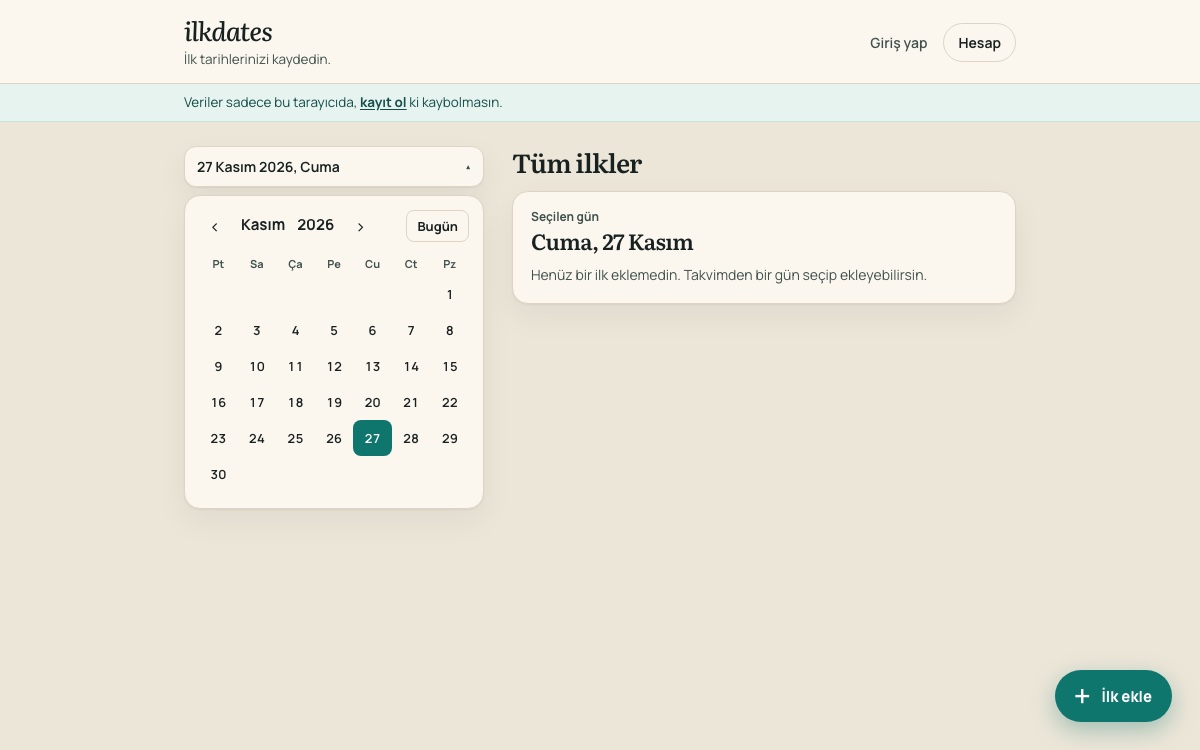 ilkdates
İlk tarihlerinizi kaydedin.
Giriş yap
Hesap
Veriler sadece bu tarayıcıda, kayıt ol ki kaybolmasın.
27 Kasım 2026, Cuma
Kasım 2026
Bugün
Pt Sa Ça Pe Cu Ct Pz
1
2 3 4 5 6 7 8
9 10 11 12 13 14 15
16 17 18 19 20 21 22
23 24 25 26 27 28 29
30
Tüm ilkler
Seçilen gün
Cuma, 27 Kasım
Henüz bir ilk eklemedin. Takvimden bir gün seçip ekleyebilirsin.
+ İlk ekle